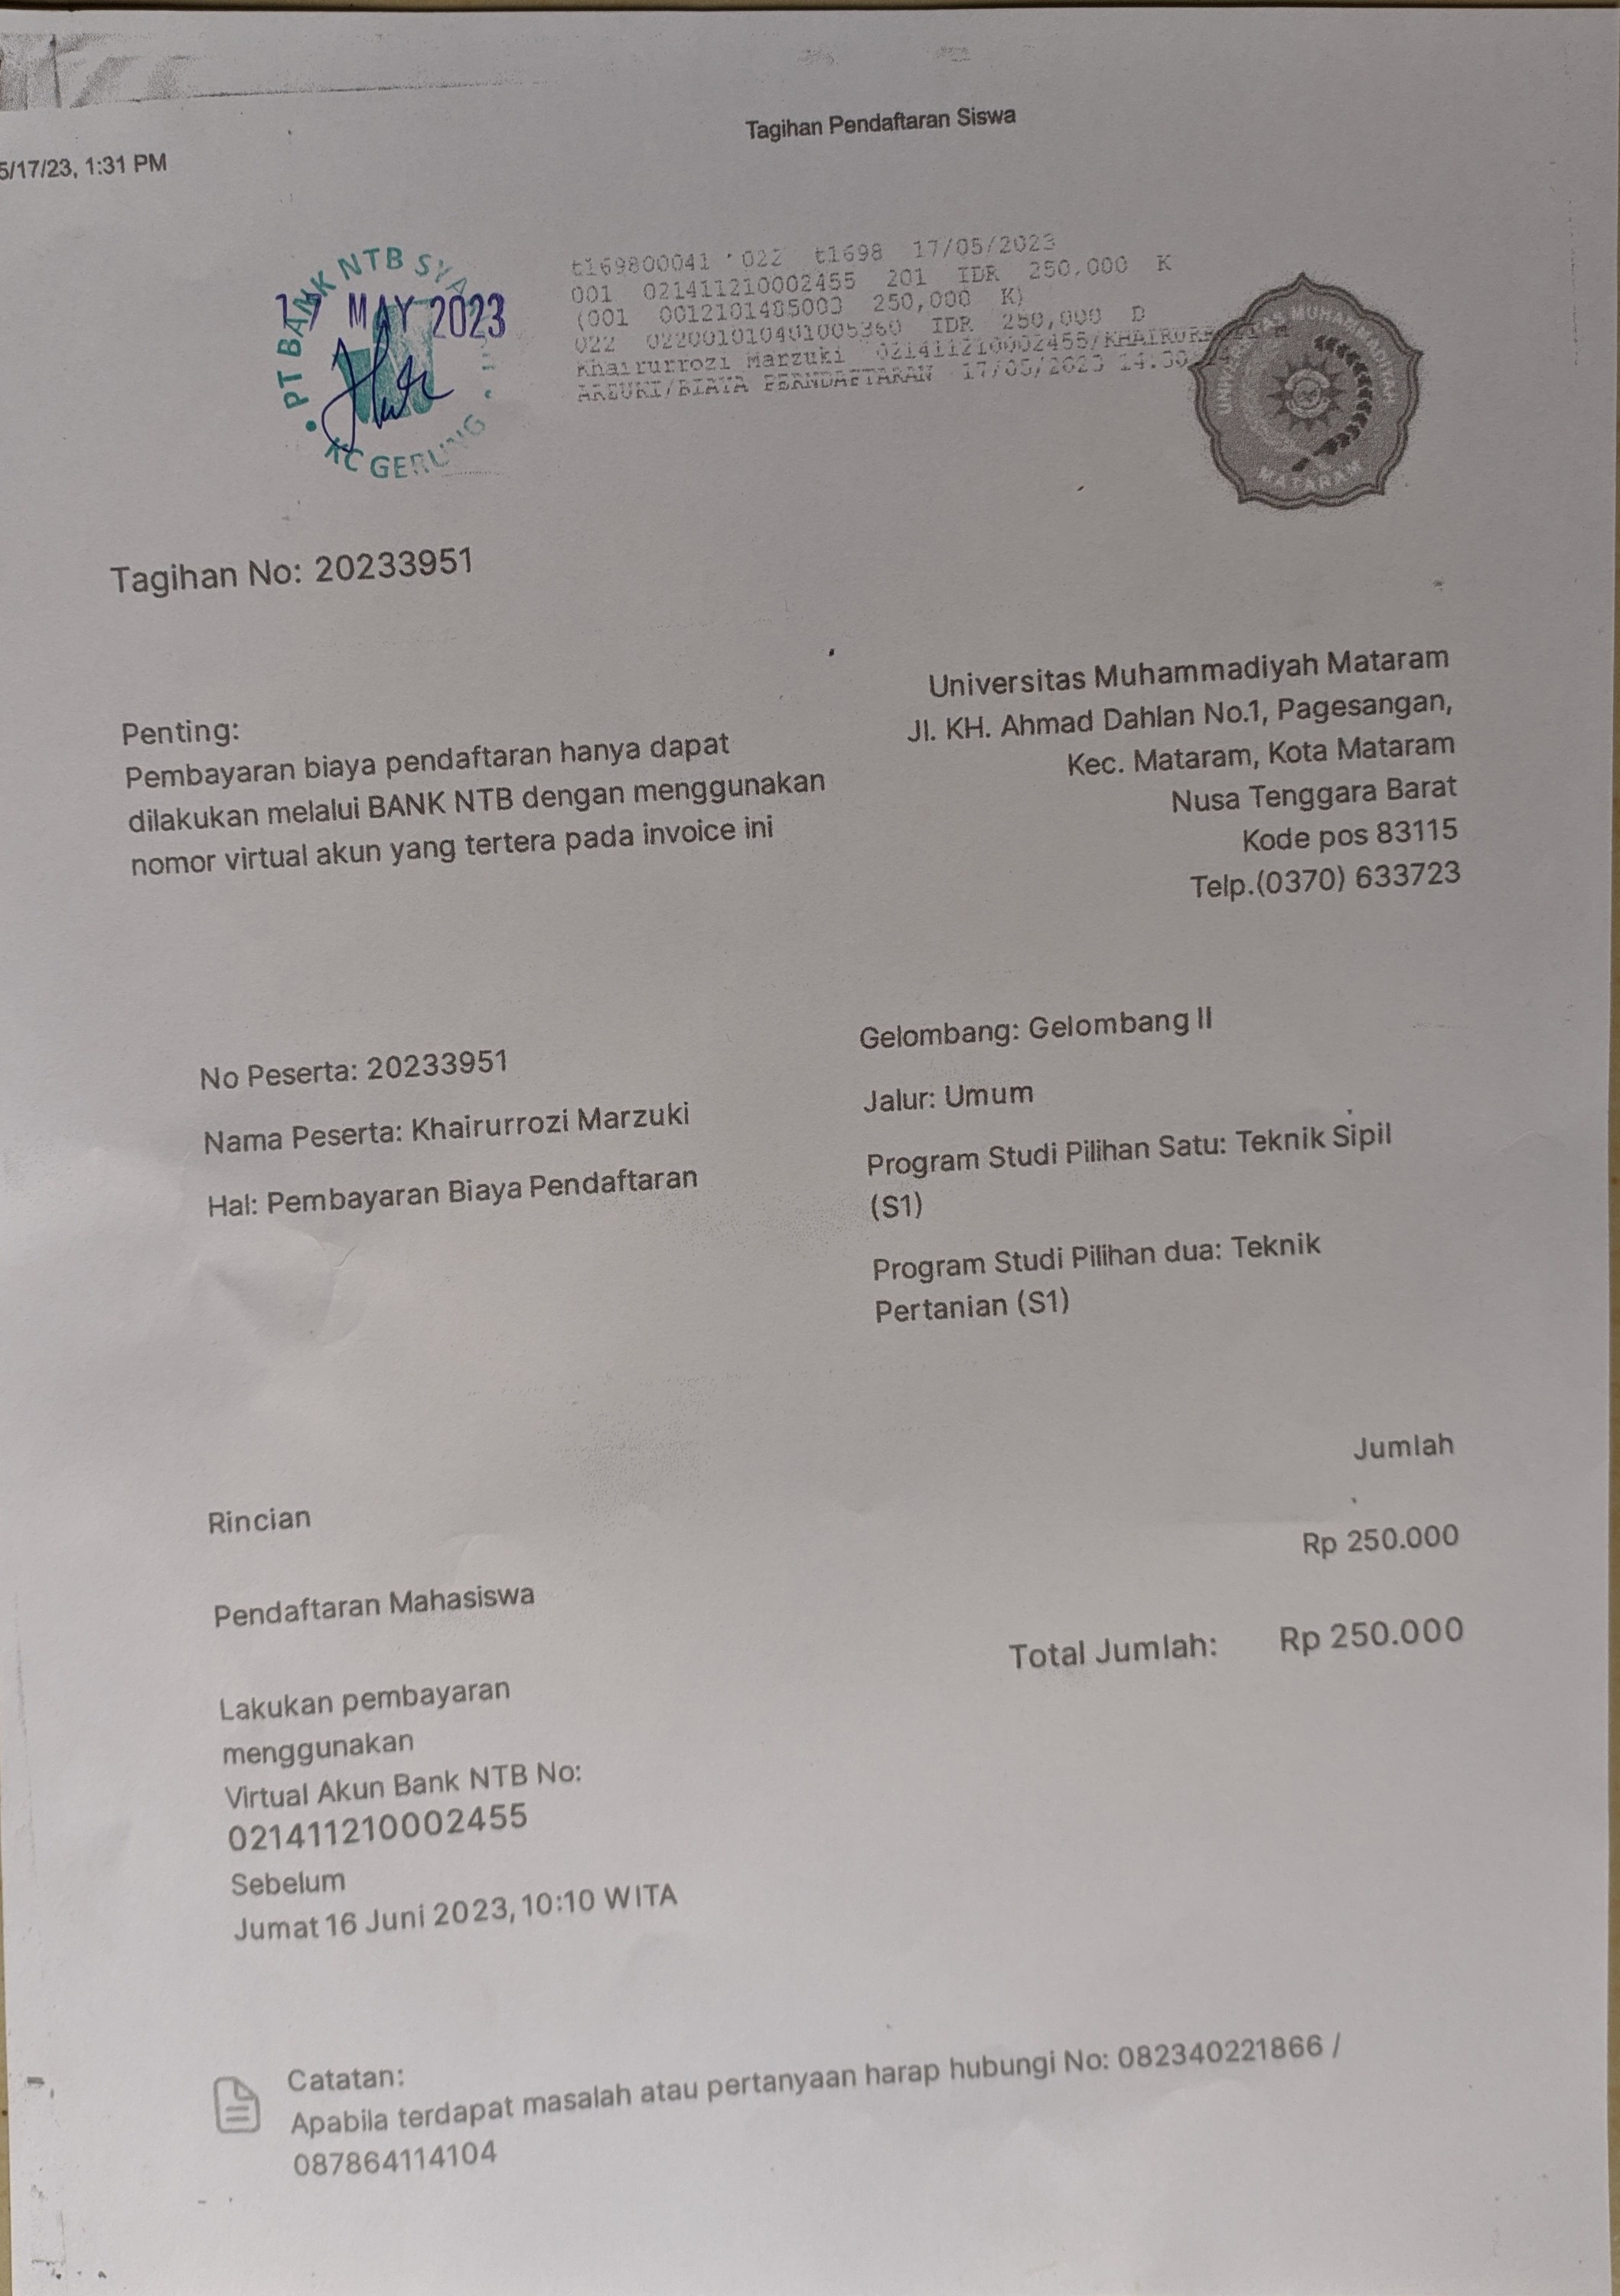 Tagihan Pendaftaran Siswa
5/17/23, 1:31 PM
PT BANK NTB SYA
17 MAY 2023
KC GERUNG
t169800041 022 t1698 17/05/2023
001 021411210002455 201 IDR 250,000 K
(001 0012101485003 250,000 K)
022 022001010401005360 IDR 250,000 D
Khairurrozi Marzuki 021411210002455/KHAIRURR
ARZUKI/BIAYA PERNDAFTARAN 17/05/2023 14:30
UNIVERSITAS MUHAMMADIYAH
MATARAM
Tagihan No: 20233951
Universitas Muhammadiyah Mataram
Jl. KH. Ahmad Dahlan No.1, Pagesangan,
Kec. Mataram, Kota Mataram
Nusa Tenggara Barat
Kode pos 83115
Telp.(0370) 633723
Penting:
Pembayaran biaya pendaftaran hanya dapat
dilakukan melalui BANK NTB dengan menggunakan
nomor virtual akun yang tertera pada invoice ini
No Peserta: 20233951
Nama Peserta: Khairurrozi Marzuki
Hal: Pembayaran Biaya Pendaftaran
Gelombang: Gelombang II
Jalur: Umum
Program Studi Pilihan Satu: Teknik Sipil
(S1)
Program Studi Pilihan dua: Teknik
Pertanian (S1)
Rincian
Jumlah
Pendaftaran Mahasiswa
Rp 250.000
Total Jumlah: Rp 250.000
Lakukan pembayaran
menggunakan
Virtual Akun Bank NTB No:
021411210002455
Sebelum
Jumat 16 Juni 2023, 10:10 WITA
Catatan:
Apabila terdapat masalah atau pertanyaan harap hubungi No: 082340221866 /
087864114104